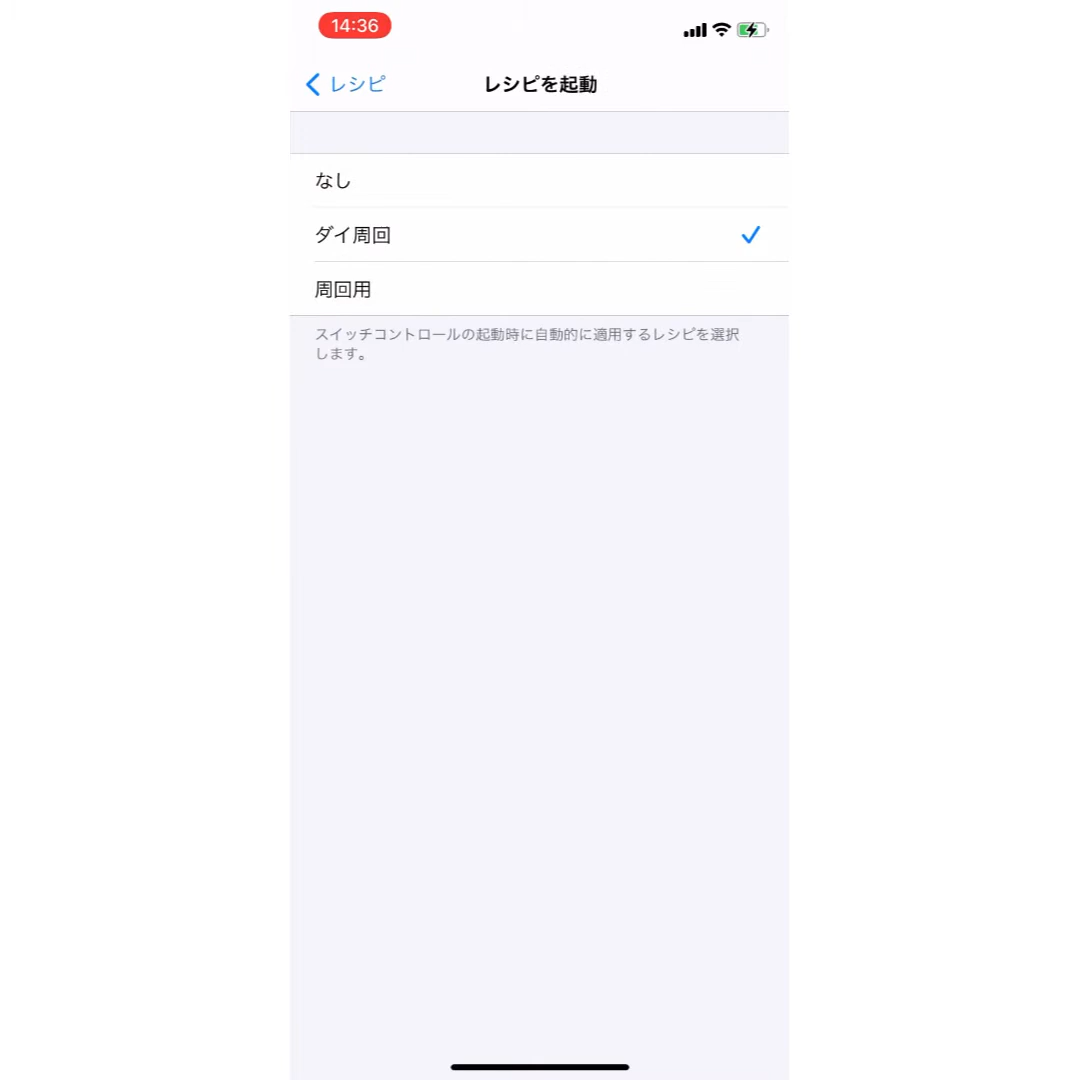 14:36
レシピ
レシピを起動
なし
ダイ周回
周回用
スイッチコントロールの起動時に自動的に適用するレシピを選択
します。